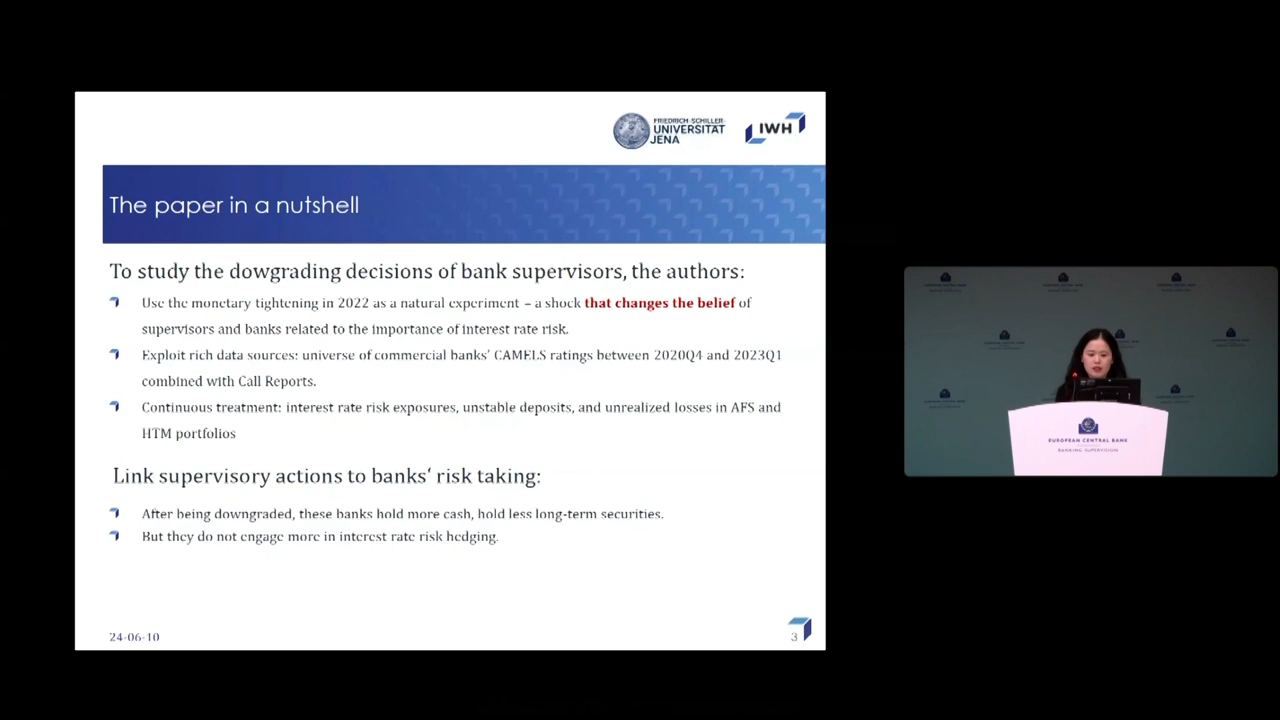 FRIEDRICH-SCHILLER-
UNIVERSITÄT
JENA
IWH
The paper in a nutshell
To study the dowgrading decisions of bank supervisors, the authors:
Use the monetary tightening in 2022 as a natural experiment – a shock that changes the belief of
supervisors and banks related to the importance of interest rate risk.
Exploit rich data sources: universe of commercial banks' CAMELS ratings between 2020Q4 and 2023Q1
combined with Call Reports.
Continuous treatment: interest rate risk exposures, unstable deposits, and unrealized losses in AFS and
HTM portfolios
Link supervisory actions to banks‘ risk taking:
After being downgraded, these banks hold more cash, hold less long-term securities.
But they do not engage more in interest rate risk hedging.
24-06-10
3
EUROPEAN CENTRAL BANK
BANKING SUPERVISION